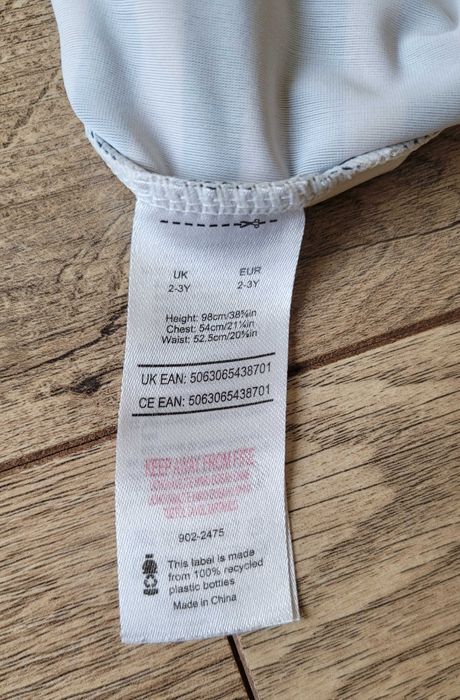 UK EUR
2-3Y 2-3Y
Height: 98cm/38⅝in
Chest: 54cm/21¼in
Waist: 52.5cm/20⅝in
UK EAN: 5063065438701
CE EAN: 5063065438701
KEEP AWAY FROM FIRE
902-2475
This label is made
from 100% recycled
plastic bottles
Made in China